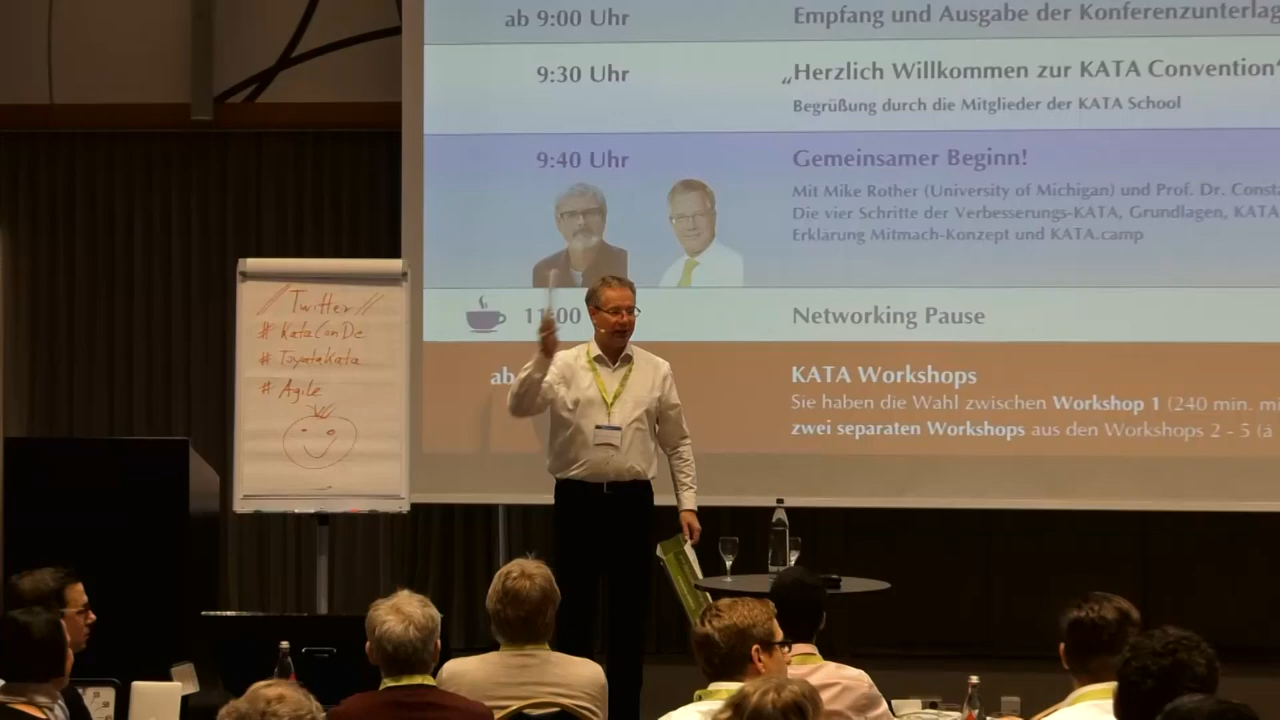 ab 9:00 Uhr
Empfang und Ausgabe der Konferenzunterlag
9:30 Uhr
„Herzlich Willkommen zur KATA Convention“
Begrüßung durch die Mitglieder der KATA School
9:40 Uhr
Gemeinsamer Beginn!
Mit Mike Rother (University of Michigan) und Prof. Dr. Consta
Die vier Schritte der Verbesserungs-KATA, Grundlagen, KATA
Erklärung Mitmach-Konzept und KATA.camp
11:00
Networking Pause
ab
KATA Workshops
Sie haben die Wahl zwischen Workshop 1 (240 min. mi
zwei separaten Workshops aus den Workshops 2 - 5 (à
// Twitter //
# KataConDe
# ToyotaKata
# Agile